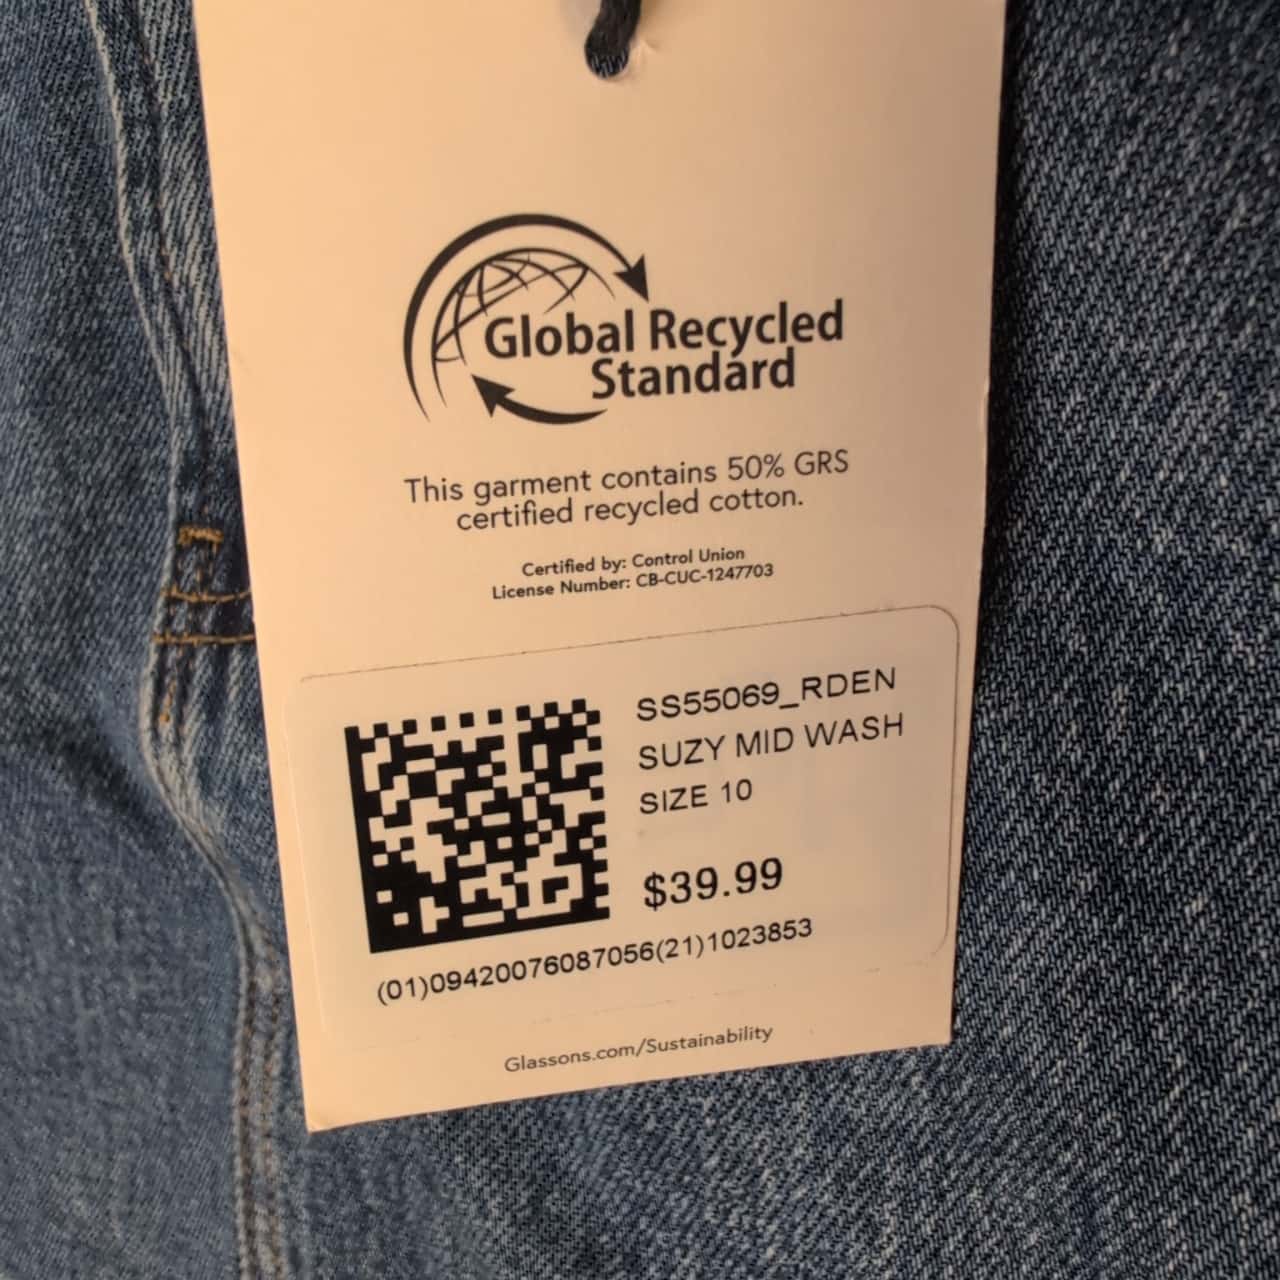 Global Recycled
Standard
This garment contains 50% GRS
certified recycled cotton.
Certified by: Control Union
License Number: CB-CUC-1247703
SS55069_RDEN
SUZY MID WASH
SIZE 10
$39.99
(01)09420076087056(21)1023853
Glassons.com/Sustainability